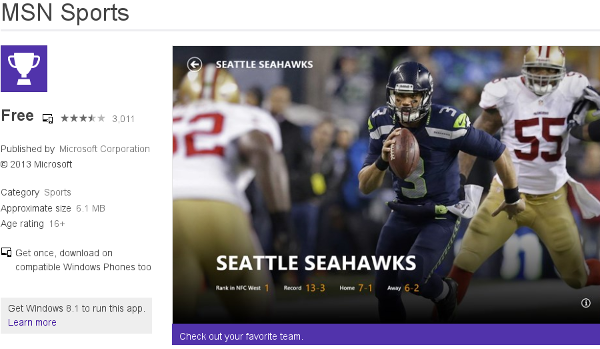 MSN Sports
SEATTLE SEAHAWKS
Free 3,011
Published by Microsoft Corporation
© 2013 Microsoft
Category Sports
Approximate size 6.1 MB
Age rating 16+
Get once, download on
compatible Windows Phones too
Get Windows 8.1 to run this app.
Learn more
3
3
52
55
SEATTLE SEAHAWKS
Rank in NFC West 1 Record 13-3 Home 7-1 Away 6-2
Check out your favorite team.